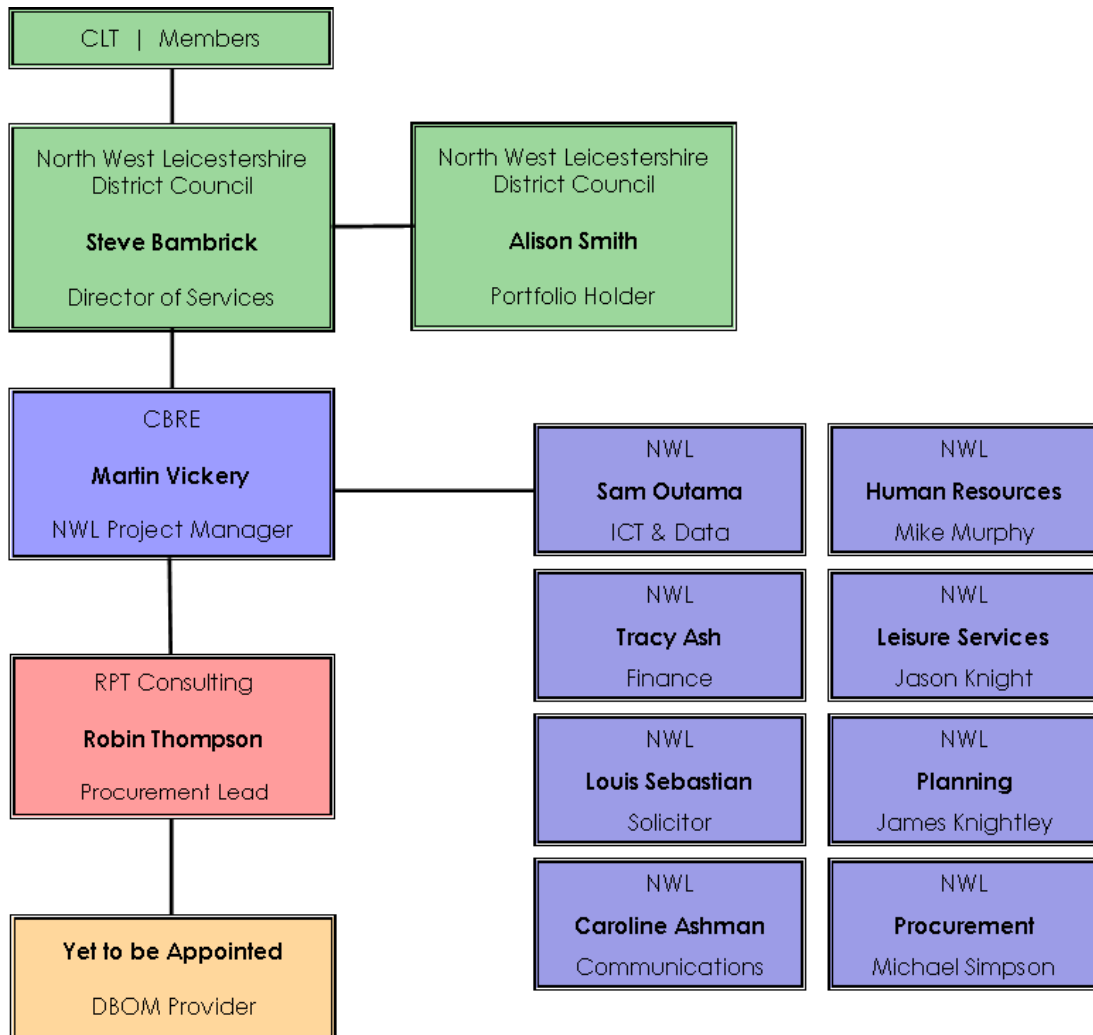 CLT | Members
North West Leicestershire
District Council
Steve Bambrick
Director of Services
North West Leicestershire
District Council
Alison Smith
Portfolio Holder
CBRE
Martin Vickery
NWL Project Manager
NWL
Sam Outama
ICT & Data
NWL
Human Resources
Mike Murphy
NWL
Tracy Ash
Finance
NWL
Leisure Services
Jason Knight
RPT Consulting
Robin Thompson
Procurement Lead
NWL
Louis Sebastian
Solicitor
NWL
Planning
James Knightley
NWL
Caroline Ashman
Communications
NWL
Procurement
Michael Simpson
Yet to be Appointed
DBOM Provider